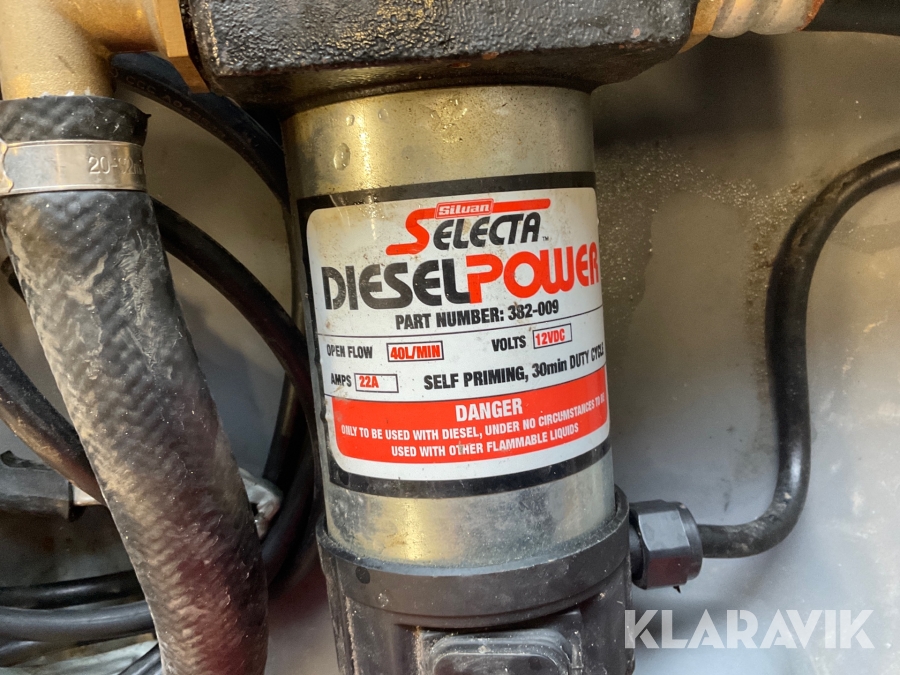 20-
Silvan
SELECTA™
DIESELPOWER
PART NUMBER: 382-009
OPEN FLOW 40L/MIN VOLTS 12VDC
AMPS 22A SELF PRIMING, 30min DUTY CYCLE
DANGER
ONLY TO BE USED WITH DIESEL, UNDER NO CIRCUMSTANCES TO BE
USED WITH OTHER FLAMMABLE LIQUIDS
KLARAVIK